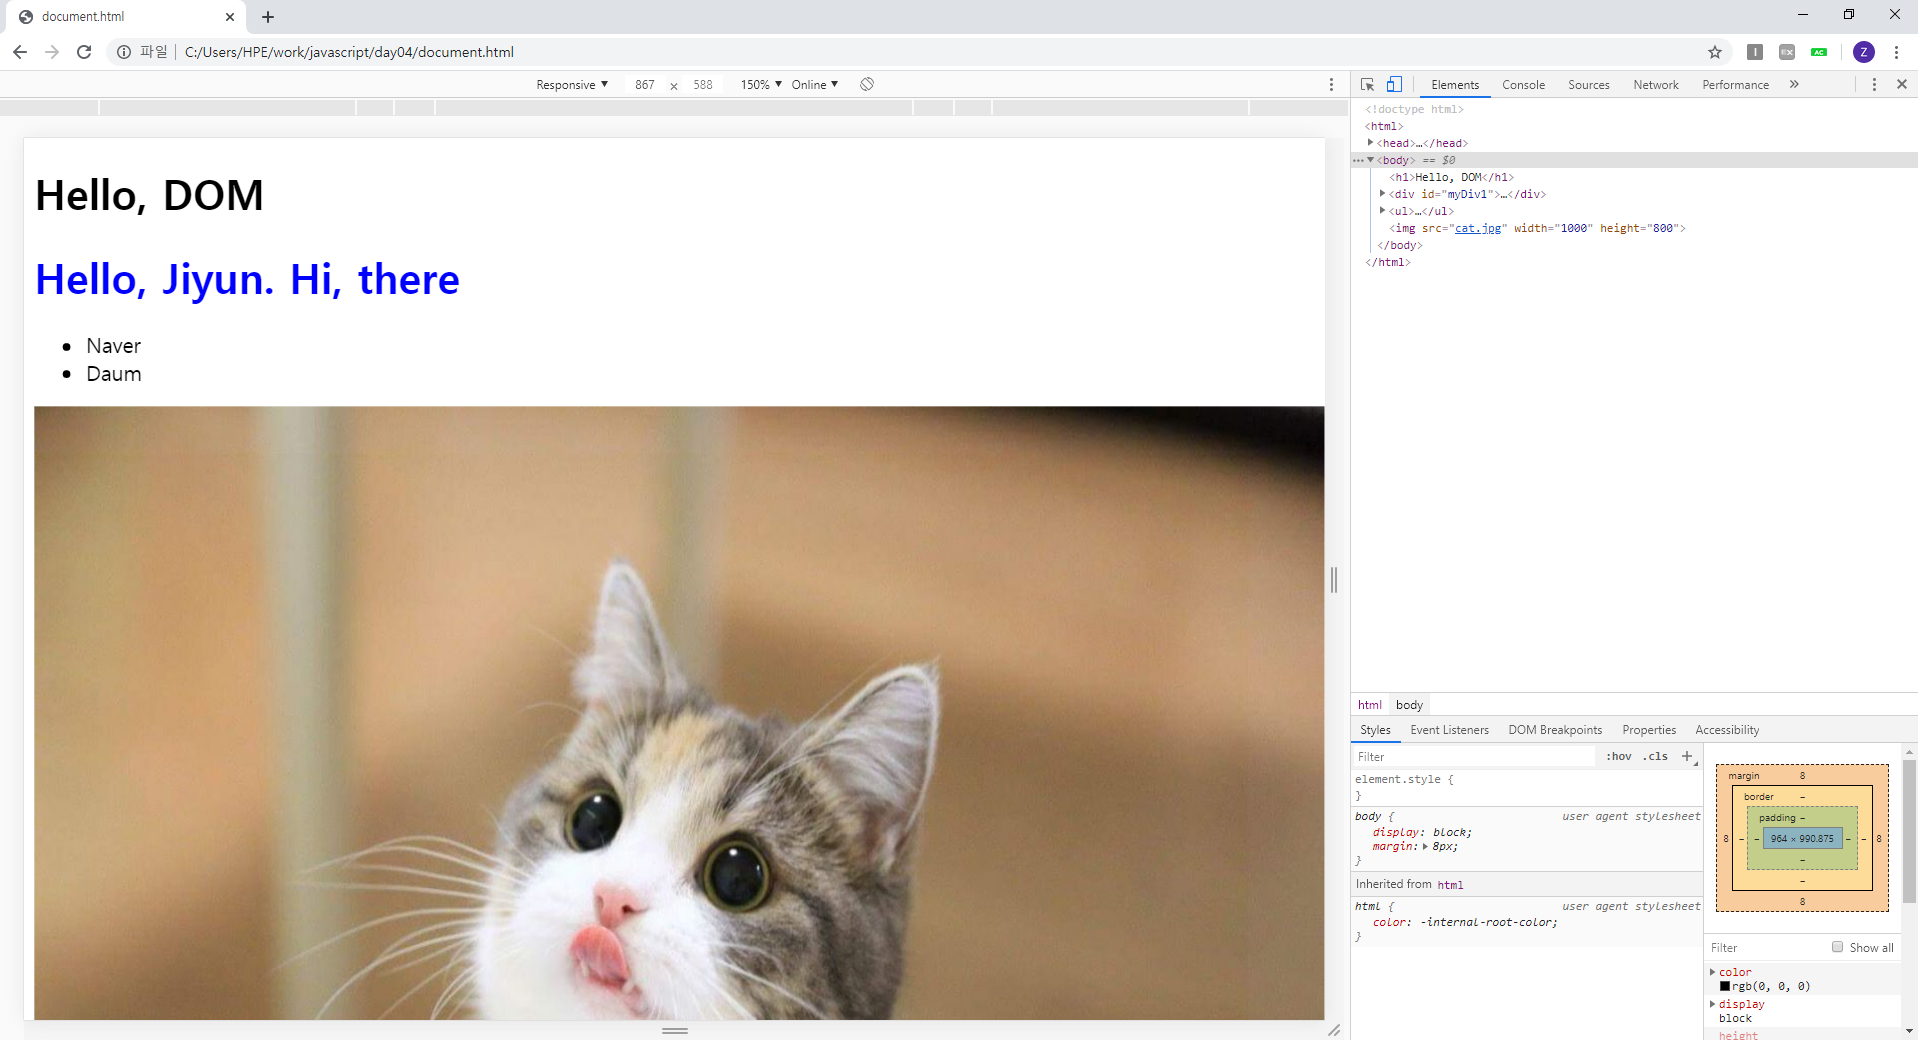 document.html
파일 C:/Users/HPE/work/javascript/day04/document.html
AC
Z
Responsive ▼ 867 × 588 150% ▼ Online ▼
Hello, DOM
Hello, Jiyun. Hi, there
• Naver
• Daum
Elements Console Sources Network Performance »
<!doctype html>
<html>
<head>…</head>
<body> == $0
<h1>Hello, DOM</h1>
<div id="myDiv1">…</div>
<ul>…</ul>
<img src="cat.jpg" width="1000" height="800">
</body>
</html>
html body
Styles Event Listeners DOM Breakpoints Properties Accessibility
Filter :hov .cls +
element.style {
}
body { user agent stylesheet
display: block;
margin: 8px;
}
Inherited from html
html { user agent stylesheet
color: -internal-root-color;
}
margin 8
border –
padding –
8 – – 964 × 990.875 – – 8
–
–
8
Filter Show all
color
rgb(0, 0, 0)
display
block
height